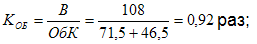 K_ОБ = В / ОбК = 108 / (71,5 + 46,5) = 0,92 раз;